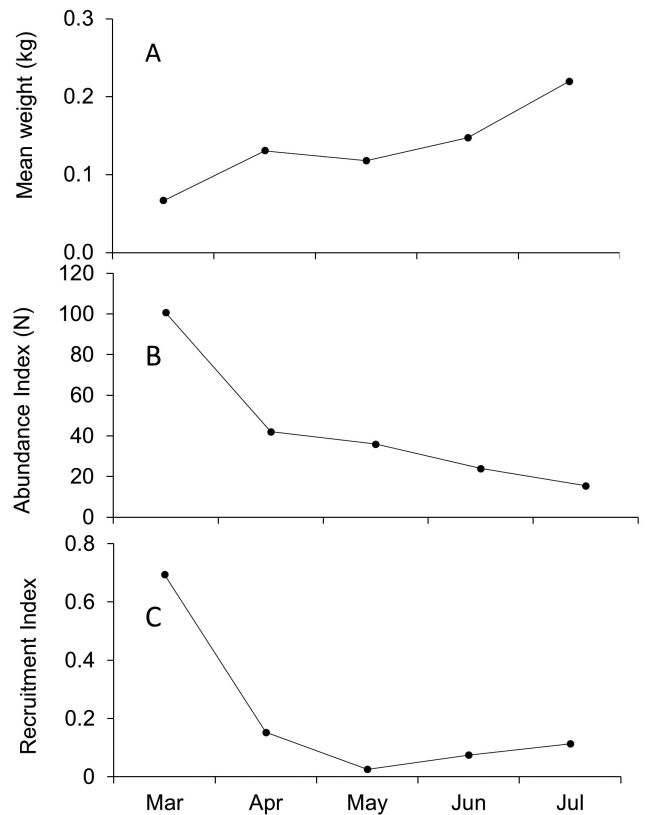 Mean weight (kg)
0.3
0.2
0.1
0.0
A
Abundance Index (N)
120
100
80
60
40
20
0
B
Recruitment Index
0.8
0.6
0.4
0.2
0
C
Mar Apr May Jun Jul